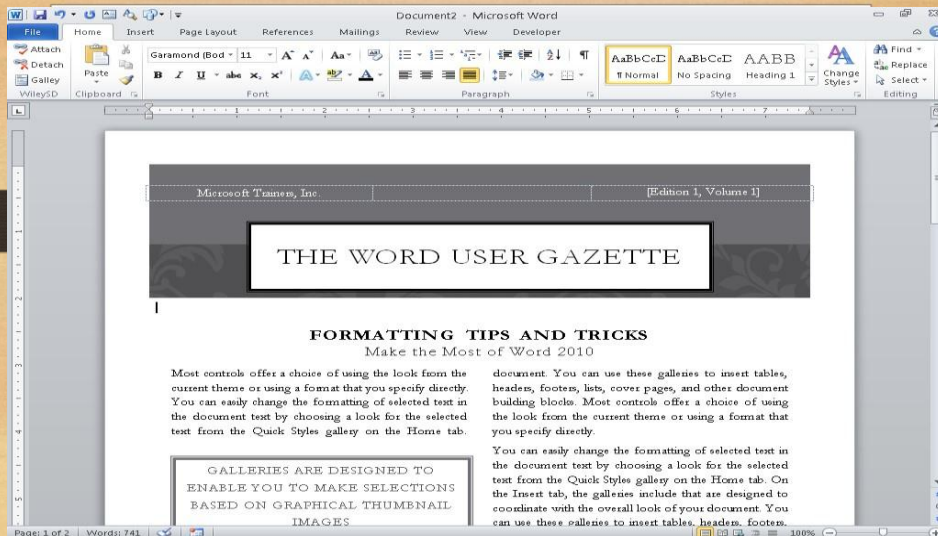 Document2 - Microsoft Word
File Home Insert Page Layout References Mailings Review View Developer
Attach
Detach
Galley
WileySD
Paste
Clipboard
Garamond (Bod 11 A A Aa
B I U abc x, x² A ab A
Font
Paragraph
AaBbCcD AaBbCcD AABB
¶ Normal No Spacing Heading 1
Change
Styles
Styles
Find
Replace
Select
Editing
Microsoft Trainers, Inc.
[Edition 1, Volume 1]
THE WORD USER GAZETTE
FORMATTING TIPS AND TRICKS
Make the Most of Word 2010
Most controls offer a choice of using the look from the
current theme or using a format that you specify directly.
You can easily change the formatting of selected text in
the document text by choosing a look for the selected
text from the Quick Styles gallery on the Home tab.
GALLERIES ARE DESIGNED TO
ENABLE YOU TO MAKE SELECTIONS
BASED ON GRAPHICAL THUMBNAIL
IMAGES
document. You can use these galleries to insert tables,
headers, footers, lists, cover pages, and other document
building blocks. Most controls offer a choice of using
the look from the current theme or using a format that
you specify directly.
You can easily change the formatting of selected text in
the document text by choosing a look for the selected
text from the Quick Styles gallery on the Home tab. On
the Insert tab, the galleries include that are designed to
coordinate with the overall look of your document. You
can use these galleries to insert tables, headers, footers,
Page: 1 of 2 Words: 741 100%